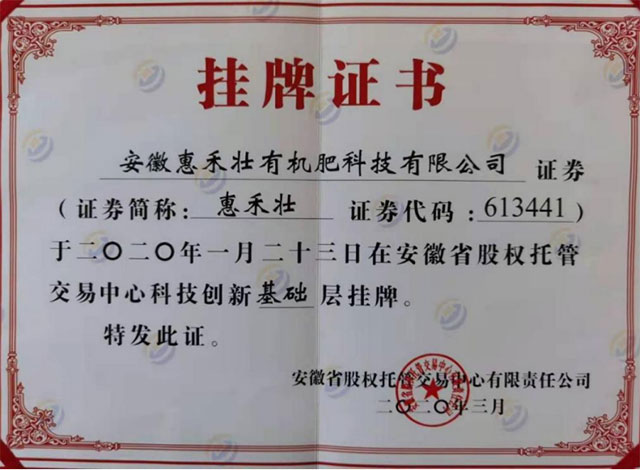 挂牌证书
安徽惠禾壮有机肥科技有限公司 证券
(证券简称: 惠禾壮 证券代码:613441)
于二〇二〇年一月二十三日在安徽省股权托管
交易中心科技创新基础层挂牌。
特发此证。
安徽省股权托管交易中心有限责任公司
二〇二〇年三月